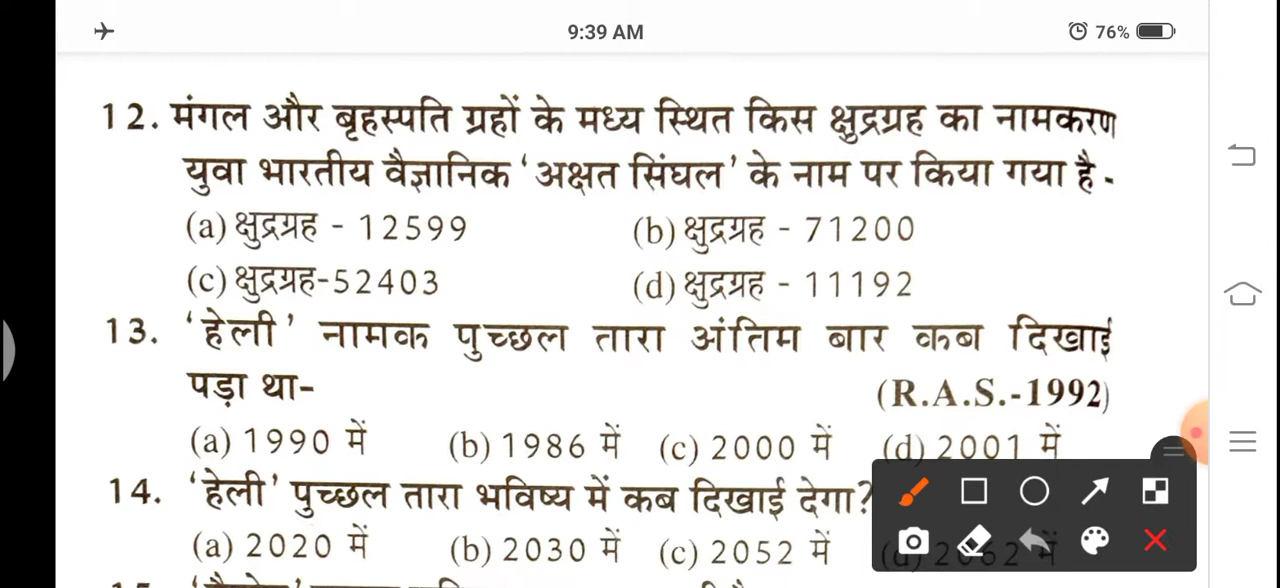 9:39 AM
76%
12. मंगल और बृहस्पति ग्रहों के मध्य स्थित किस क्षुद्रग्रह का नामकरण
युवा भारतीय वैज्ञानिक ‘अक्षत सिंघल’ के नाम पर किया गया है -
(a) क्षुद्रग्रह - 12599 (b) क्षुद्रग्रह - 71200
(c) क्षुद्रग्रह-52403 (d) क्षुद्रग्रह - 11192
13. ‘हेली’ नामक पुच्छल तारा अंतिम बार कब दिखाई
पड़ा था- (R.A.S.-1992)
(a) 1990 में (b) 1986 में (c) 2000 में (d) 2001 में
14. ‘हेली’ पुच्छल तारा भविष्य में कब दिखाई देगा?
(a) 2020 में (b) 2030 में (c) 2052 में (d) 2062 में
15.